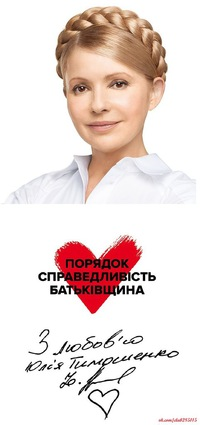 ПОРЯДОК
СПРАВЕДЛИВІСТЬ
БАТЬКІВЩИНА
З любов'ю
Юлія Тимошенко